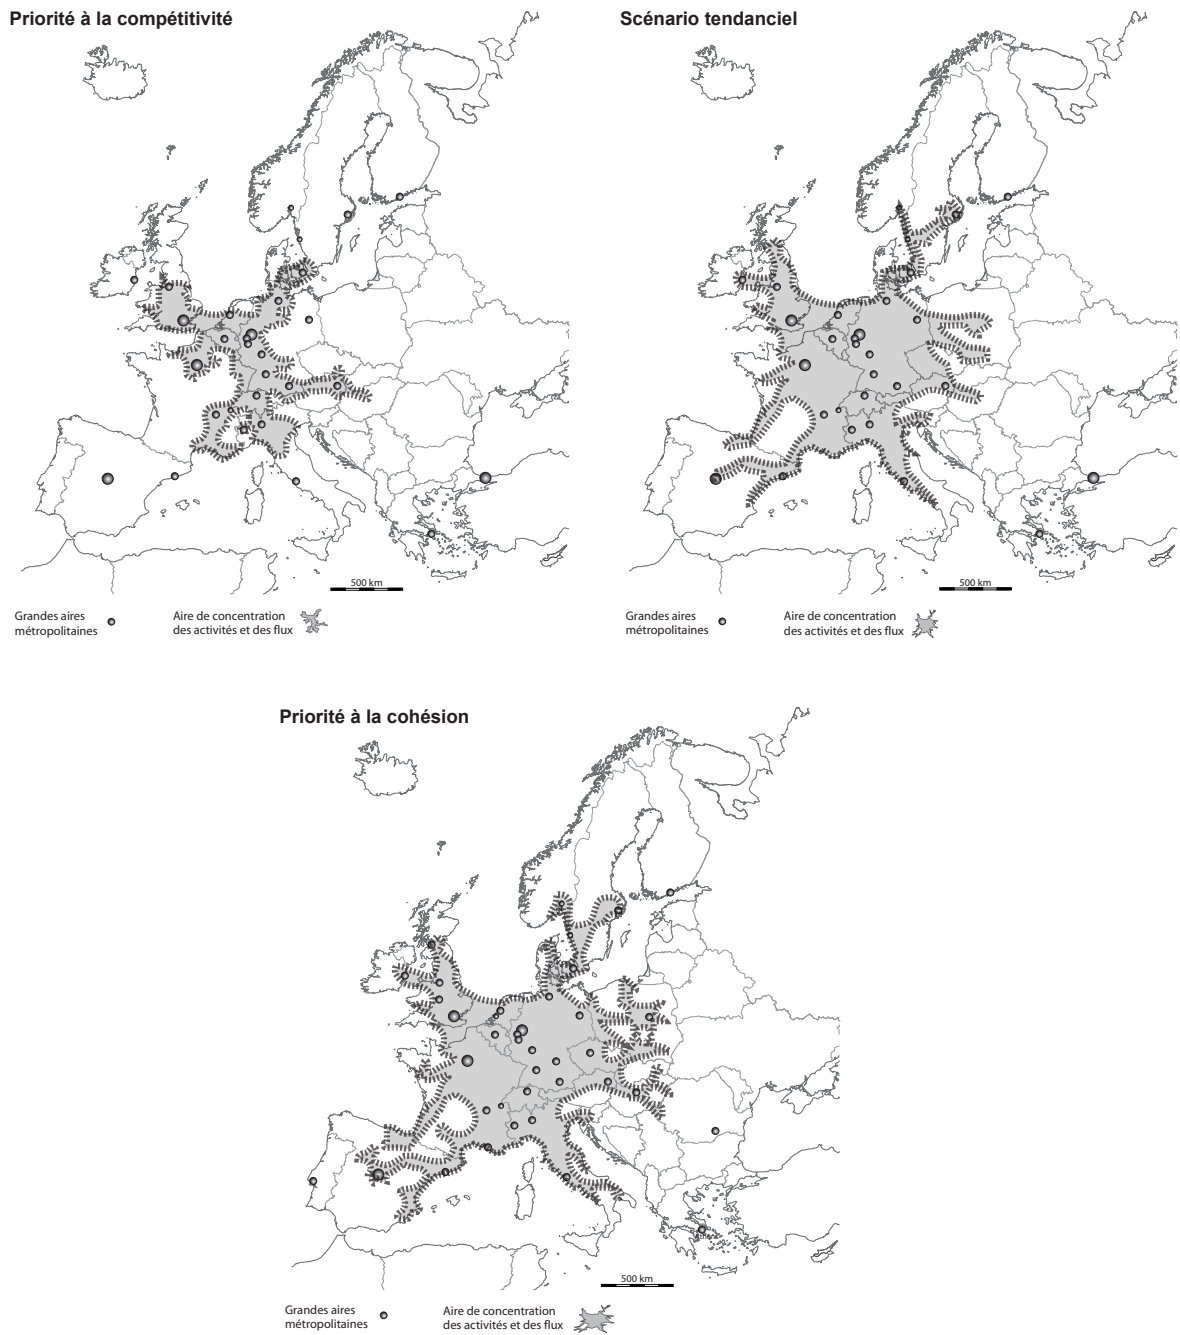 Priorité à la compétitivité
500 km
Grandes aires
métropolitaines
Aire de concentration
des activités et des flux
Scénario tendanciel
500 km
Grandes aires
métropolitaines
Aire de concentration
des activités et des flux
Priorité à la cohésion
500 km
Grandes aires
métropolitaines
Aire de concentration
des activités et des flux